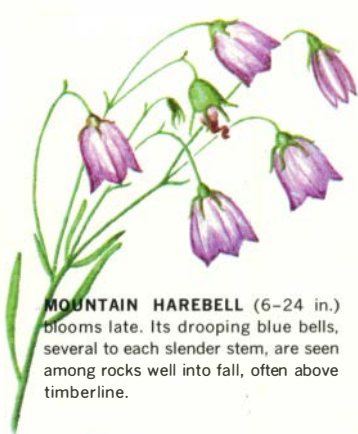 MOUNTAIN HAREBELL (6–24 in.)
blooms late. Its drooping blue bells,
several to each slender stem, are seen
among rocks well into fall, often above
timberline.